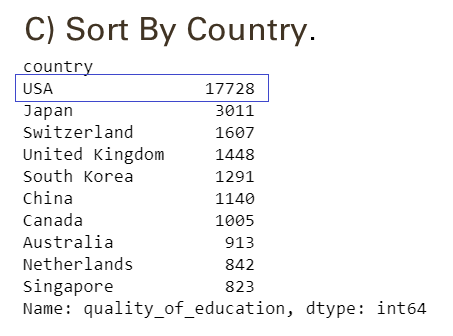 C) Sort By Country.
country
USA 17728
Japan 3011
Switzerland 1607
United Kingdom 1448
South Korea 1291
China 1140
Canada 1005
Australia 913
Netherlands 842
Singapore 823
Name: quality_of_education, dtype: int64